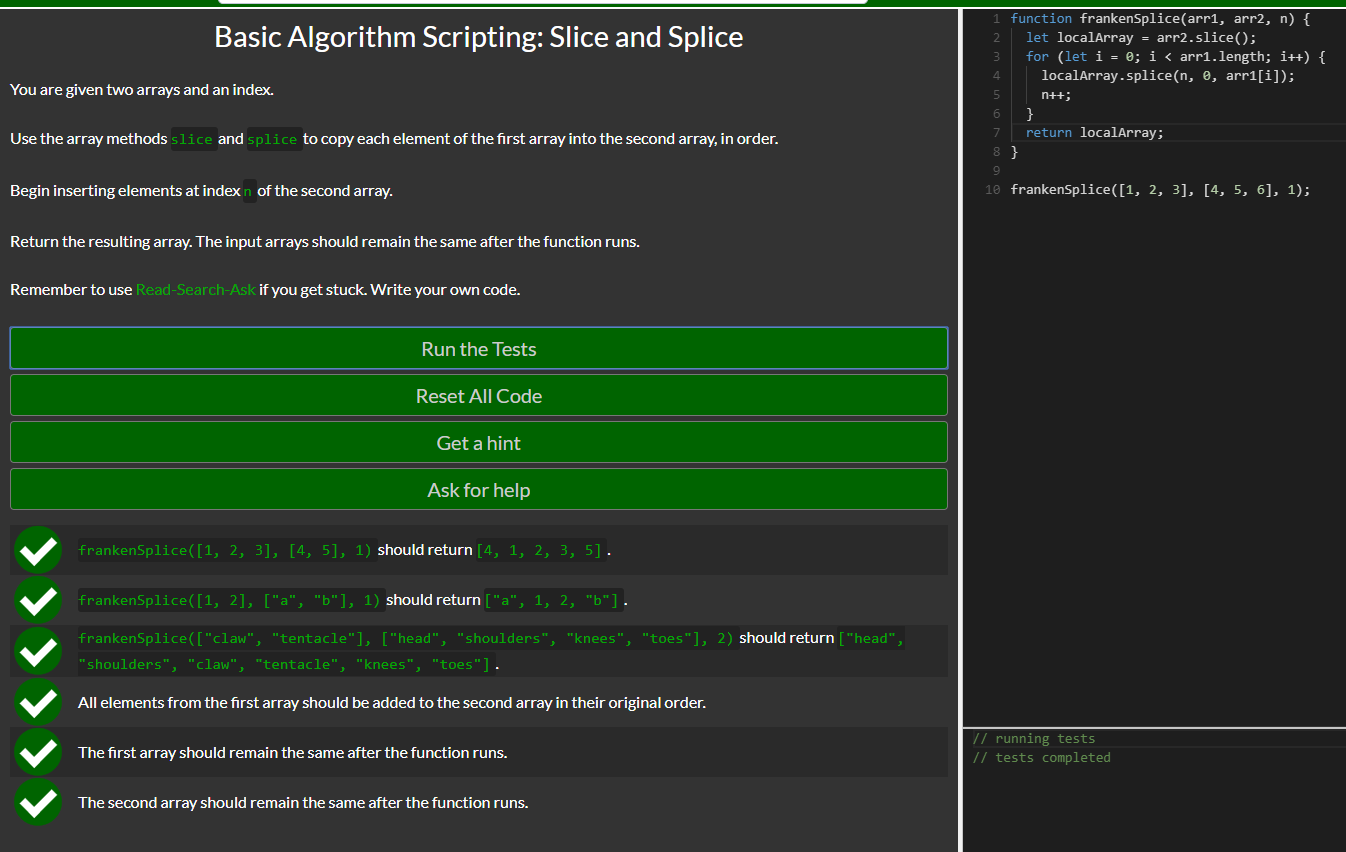 Basic Algorithm Scripting: Slice and Splice
You are given two arrays and an index.
Use the array methods slice and splice to copy each element of the first array into the second array, in order.
Begin inserting elements at index n of the second array.
Return the resulting array. The input arrays should remain the same after the function runs.
Remember to use Read-Search-Ask if you get stuck. Write your own code.
Run the Tests
Reset All Code
Get a hint
Ask for help
frankenSplice([1, 2, 3], [4, 5], 1) should return [4, 1, 2, 3, 5] .
frankenSplice([1, 2], ["a", "b"], 1) should return ["a", 1, 2, "b"] .
frankenSplice(["claw", "tentacle"], ["head", "shoulders", "knees", "toes"], 2) should return ["head",
"shoulders", "claw", "tentacle", "knees", "toes"] .
All elements from the first array should be added to the second array in their original order.
The first array should remain the same after the function runs.
The second array should remain the same after the function runs.
1 function frankenSplice(arr1, arr2, n) {
2 let localArray = arr2.slice();
3 for (let i = 0; i < arr1.length; i++) {
4 localArray.splice(n, 0, arr1[i]);
5 n++;
6 }
7 return localArray;
8 }
9
10 frankenSplice([1, 2, 3], [4, 5, 6], 1);
// running tests
// tests completed